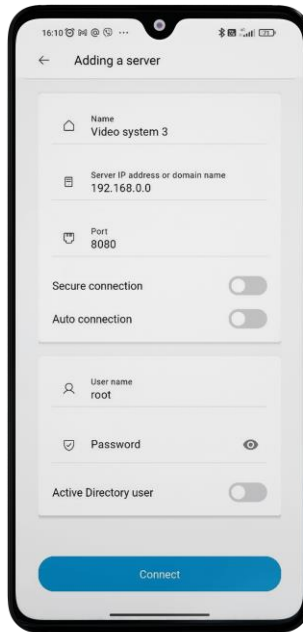 16:10
Adding a server
Name
Video system 3
Server IP address or domain name
192.168.0.0
Port
8080
Secure connection
Auto connection
User name
root
Password
Active Directory user
Connect